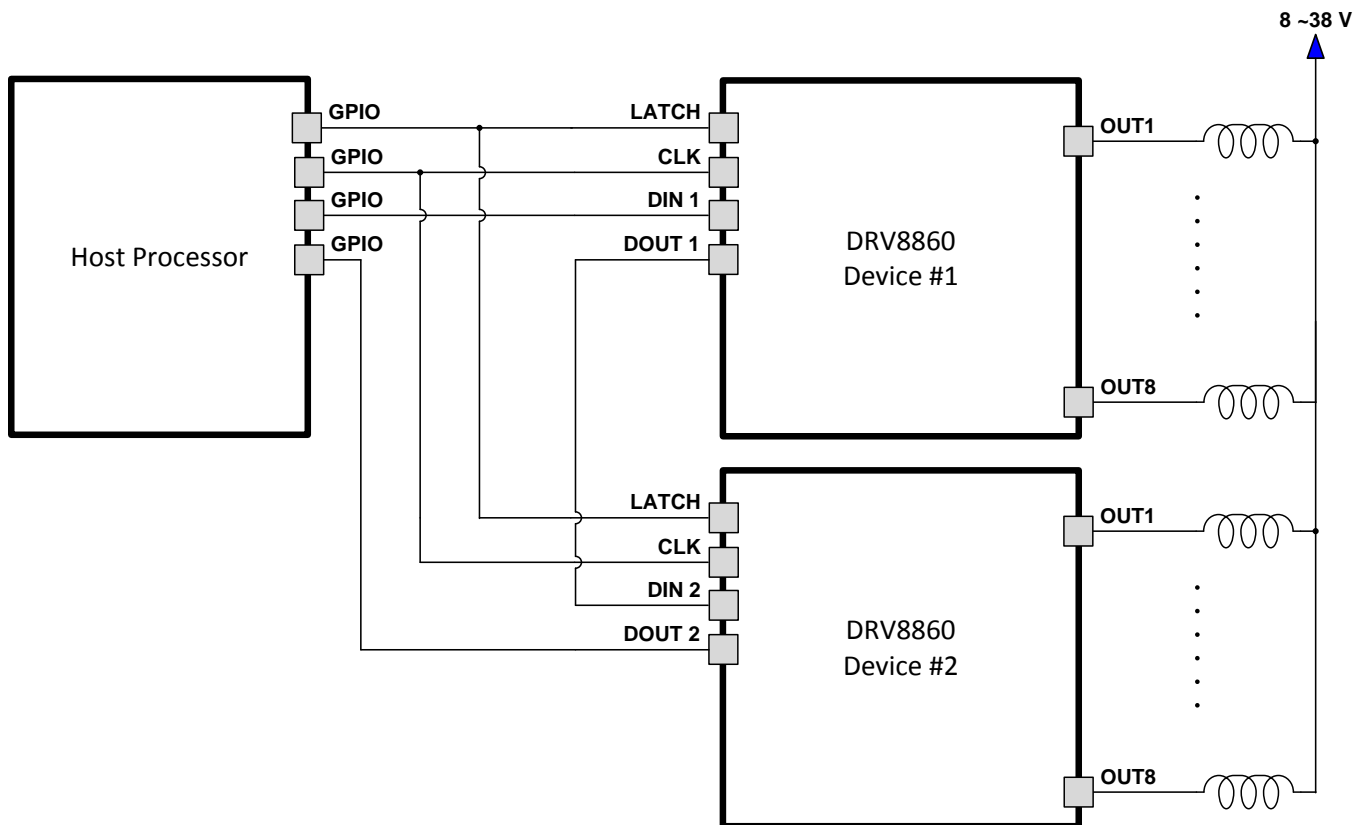 8 ~38 V
GPIO
GPIO
GPIO
GPIO
Host Processor
LATCH
CLK
DIN 1
DOUT 1
DRV8860
Device #1
OUT1
OUT8
LATCH
CLK
DIN 2
DOUT 2
DRV8860
Device #2
OUT1
OUT8